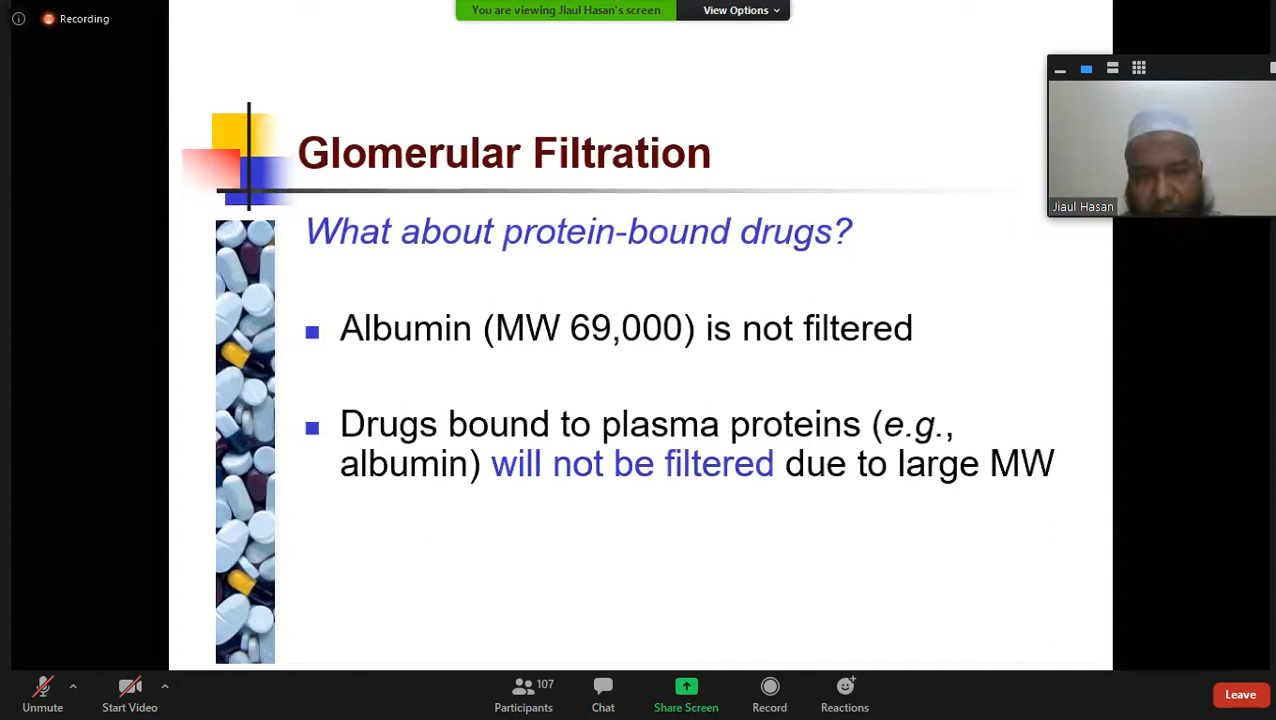 Recording
You are viewing Jiaul Hasan's screen
View Options
Glomerular Filtration
What about protein-bound drugs?
Albumin (MW 69,000) is not filtered
Drugs bound to plasma proteins (e.g.,
albumin) will not be filtered due to large MW
Jiaul Hasan
Unmute
Start Video
107
Participants
Chat
Share Screen
Record
Reactions
Leave